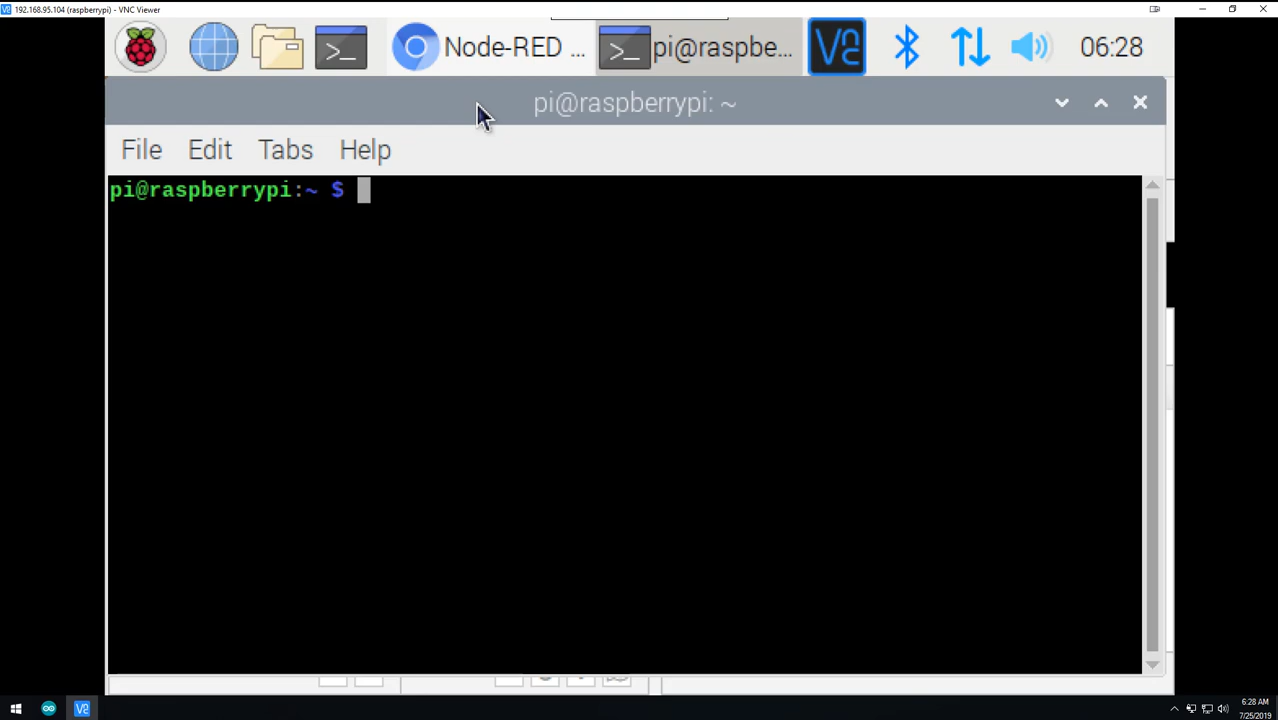 192.168.95.104 (raspberrypi) - VNC Viewer
Node-RED ...
pi@raspbe...
06:28
pi@raspberrypi: ~
File Edit Tabs Help
pi@raspberrypi:~ $
6:28 AM
7/25/2019